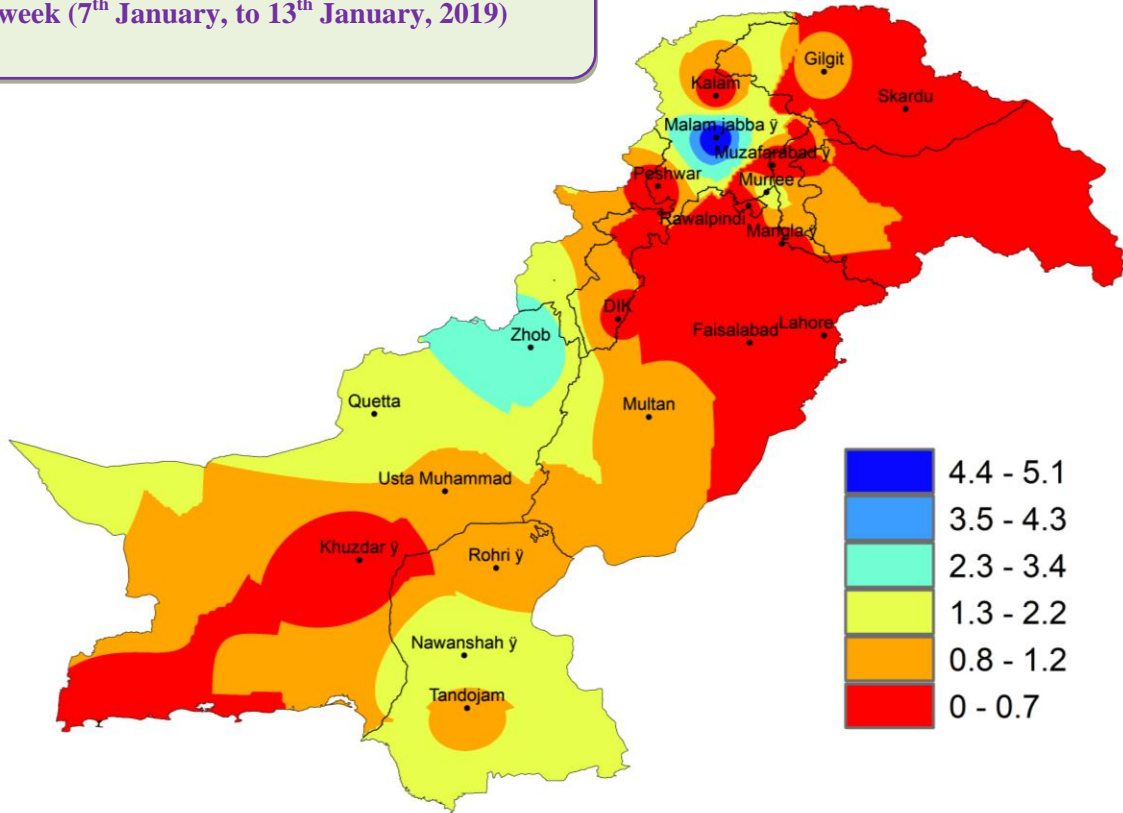 week (7th January, to 13th January, 2019)
Gilgit
Kalam
Skardu
Malam jabba ÿ
Muzafarabad ÿ
Peshwar
Murree
Rawalpindi
Mangla ÿ
DIK
Zhob
Faisalabad
Lahore
Quetta
Multan
Usta Muhammad
Khuzdar ÿ
Rohri ÿ
Nawanshah ÿ
Tandojam
4.4 - 5.1
3.5 - 4.3
2.3 - 3.4
1.3 - 2.2
0.8 - 1.2
0 - 0.7